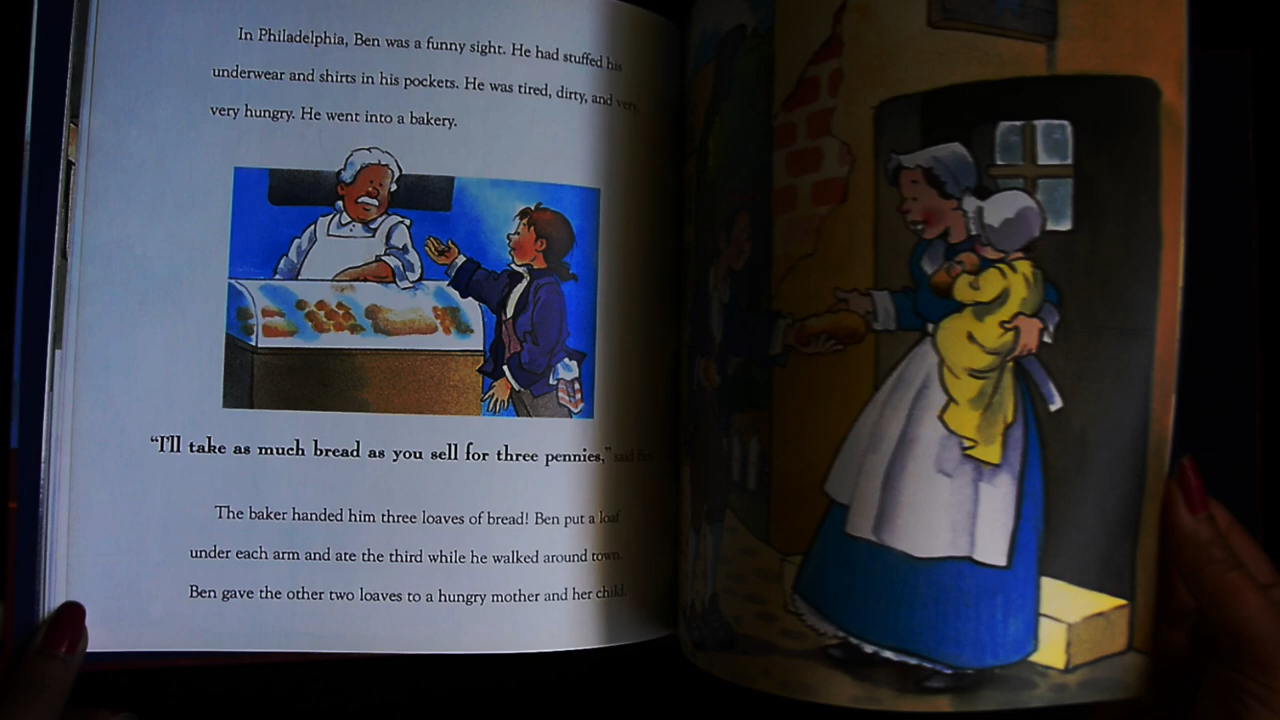 In Philadelphia, Ben was a funny sight. He had stuffed his
underwear and shirts in his pockets. He was tired, dirty, and very,
very hungry. He went into a bakery.
“I’ll take as much bread as you sell for three pennies,” said Ben.
The baker handed him three loaves of bread! Ben put a loaf
under each arm and ate the third while he walked around town.
Ben gave the other two loaves to a hungry mother and her child.